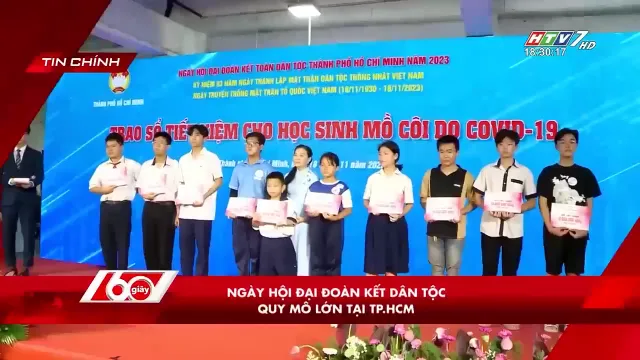 TIN CHÍNH
HTV7 HD
18:30:17
NGÀY HỘI ĐẠI ĐOÀN KẾT TOÀN DÂN TỘC THÀNH PHỐ HỒ CHÍ MINH NĂM 2023
KỶ NIỆM 93 NĂM NGÀY THÀNH LẬP MẶT TRẬN DÂN TỘC THỐNG NHẤT VIỆT NAM
NGÀY TRUYỀN THỐNG MẶT TRẬN TỔ QUỐC VIỆT NAM (18/11/1930 - 18/11/2023)
THÀNH PHỐ HỒ CHÍ MINH
TRAO SỔ TIẾT KIỆM CHO HỌC SINH MỒ CÔI DO COVID-19
60 giây
NGÀY HỘI ĐẠI ĐOÀN KẾT DÂN TỘC
QUY MÔ LỚN TẠI TP.HCM